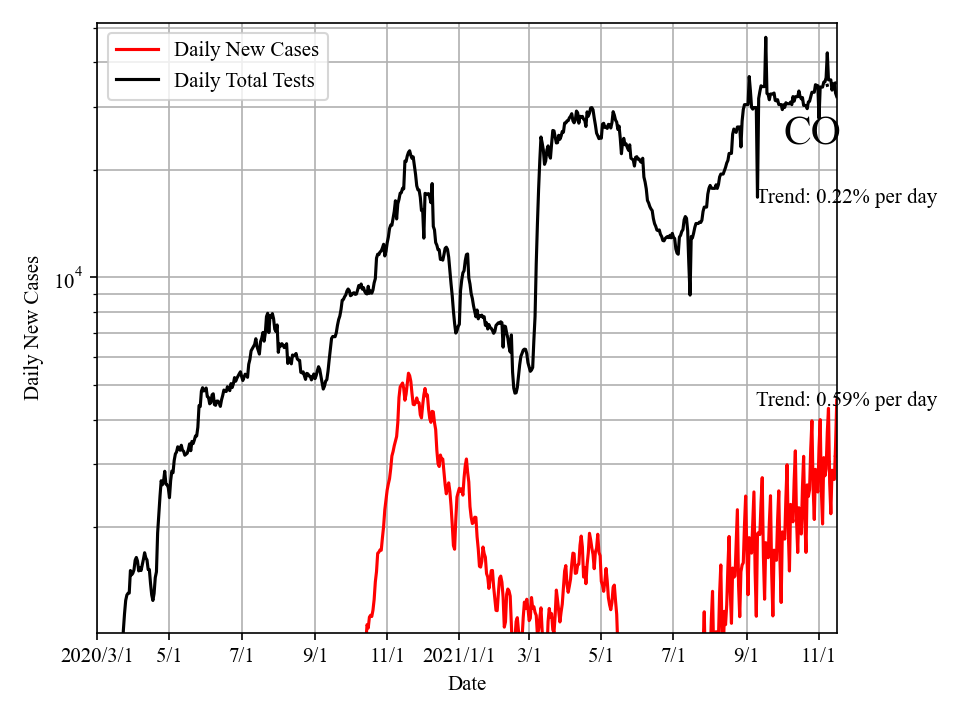 Daily New Cases
Daily Total Tests
CO
Trend: 0.22% per day
Trend: 0.59% per day
10^4
Daily New Cases
2020/3/1 5/1 7/1 9/1 11/1 2021/1/1 3/1 5/1 7/1 9/1 11/1
Date